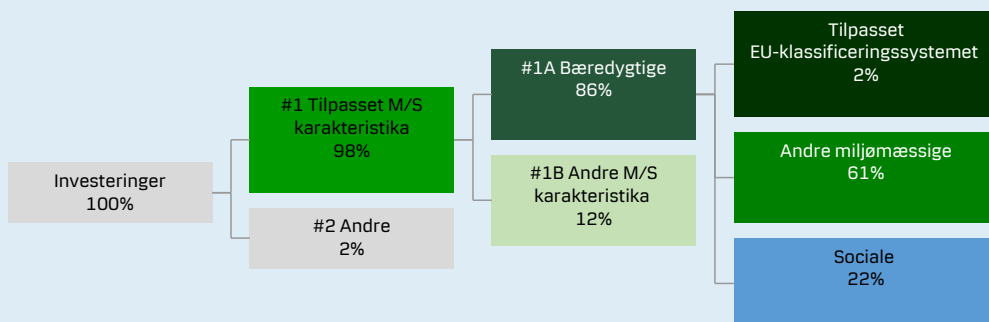 Investeringer
100%
#1 Tilpasset M/S
karakteristika
98%
#2 Andre
2%
#1A Bæredygtige
86%
#1B Andre M/S
karakteristika
12%
Tilpasset
EU-klassificeringssystemet
2%
Andre miljømæssige
61%
Sociale
22%